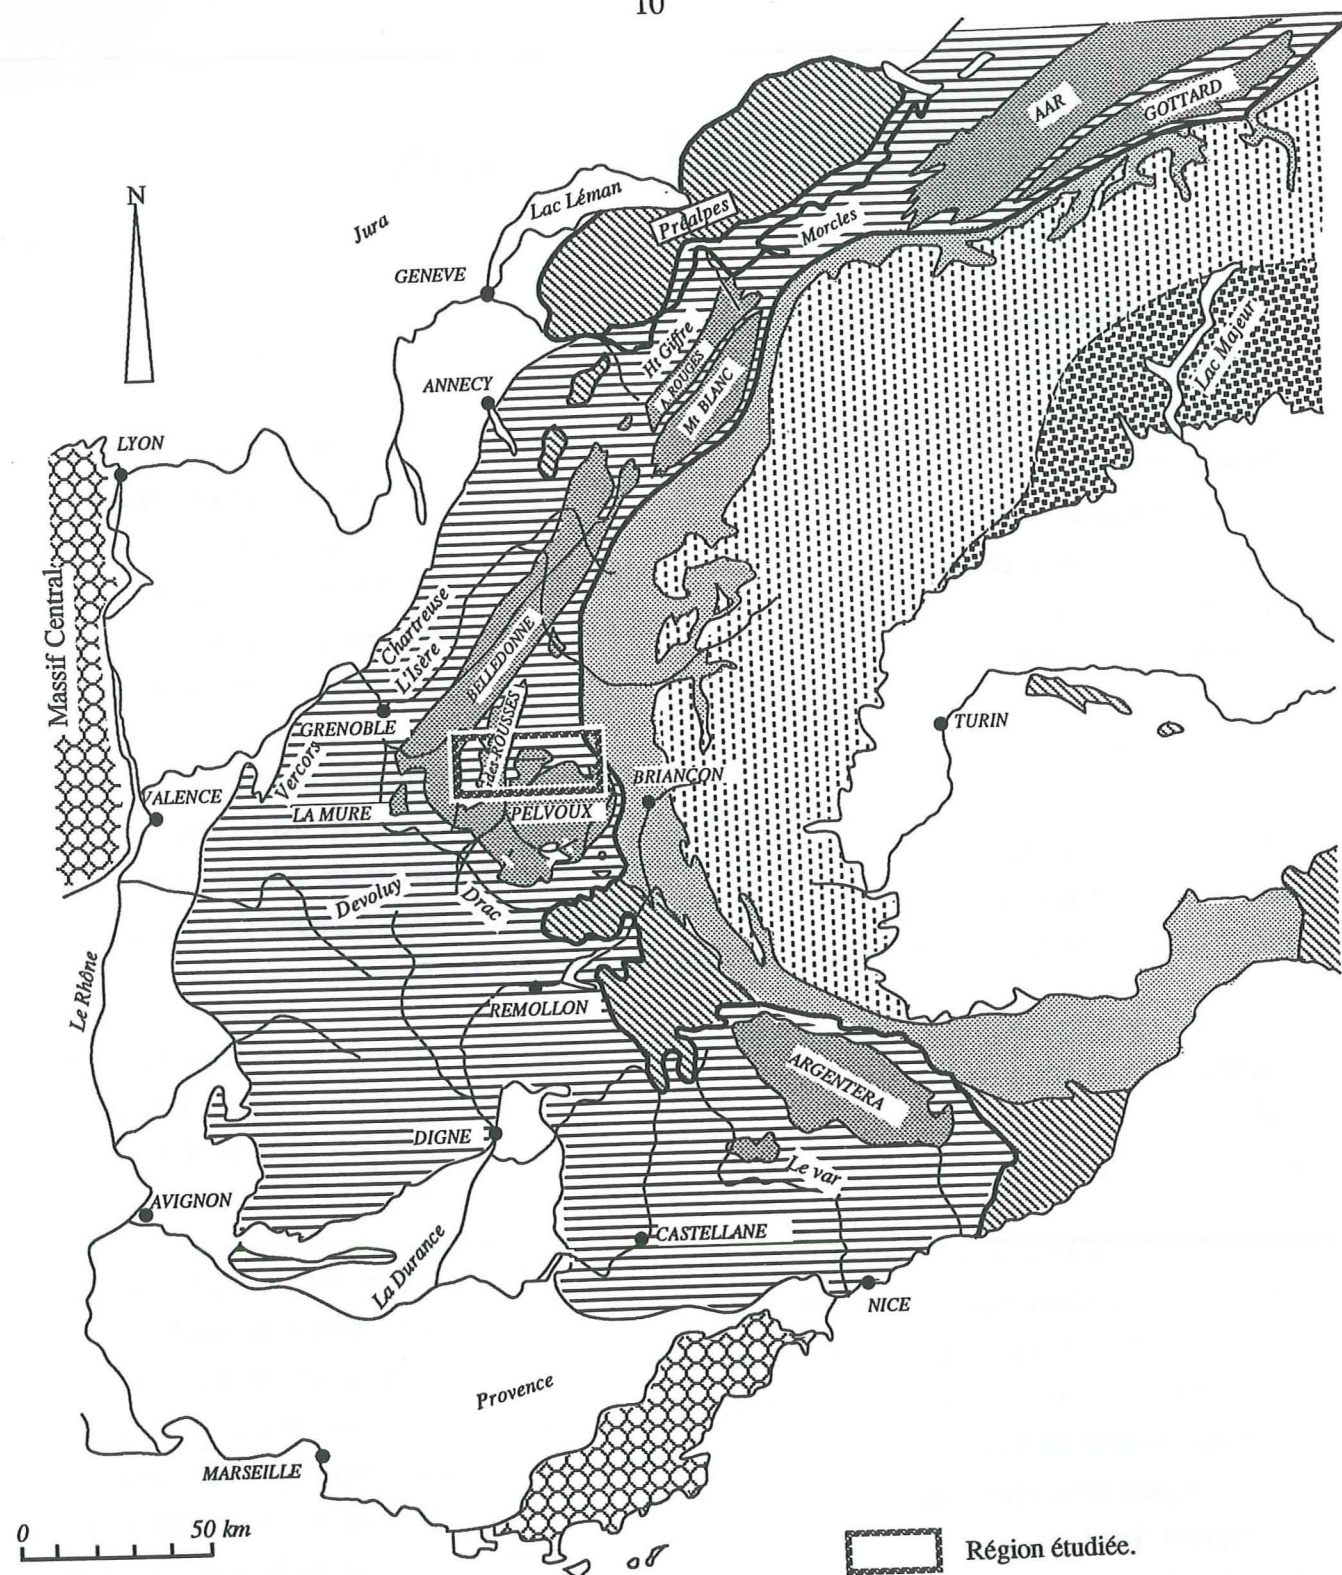 10
AAR
GOTTARD
N
Lac Léman
Jura
Préalpes
Morcles
GENEVE
Ht Giffre
A.ROUGES
Mt BLANC
Lac Majeur
ANNECY
LYON
Massif Central
Chartreuse
L'Isère
BELLEDONNE
GRENOBLE
rdes-ROUSSES
TURIN
Vercors
BRIANÇON
VALENCE
LA MURE
PELVOUX
Devoluy
Drac
Le Rhône
REMOLLON
ARGENTERA
DIGNE
Le var
AVIGNON
CASTELLANE
La Durance
NICE
Provence
MARSEILLE
0 50 km
Région étudiée.